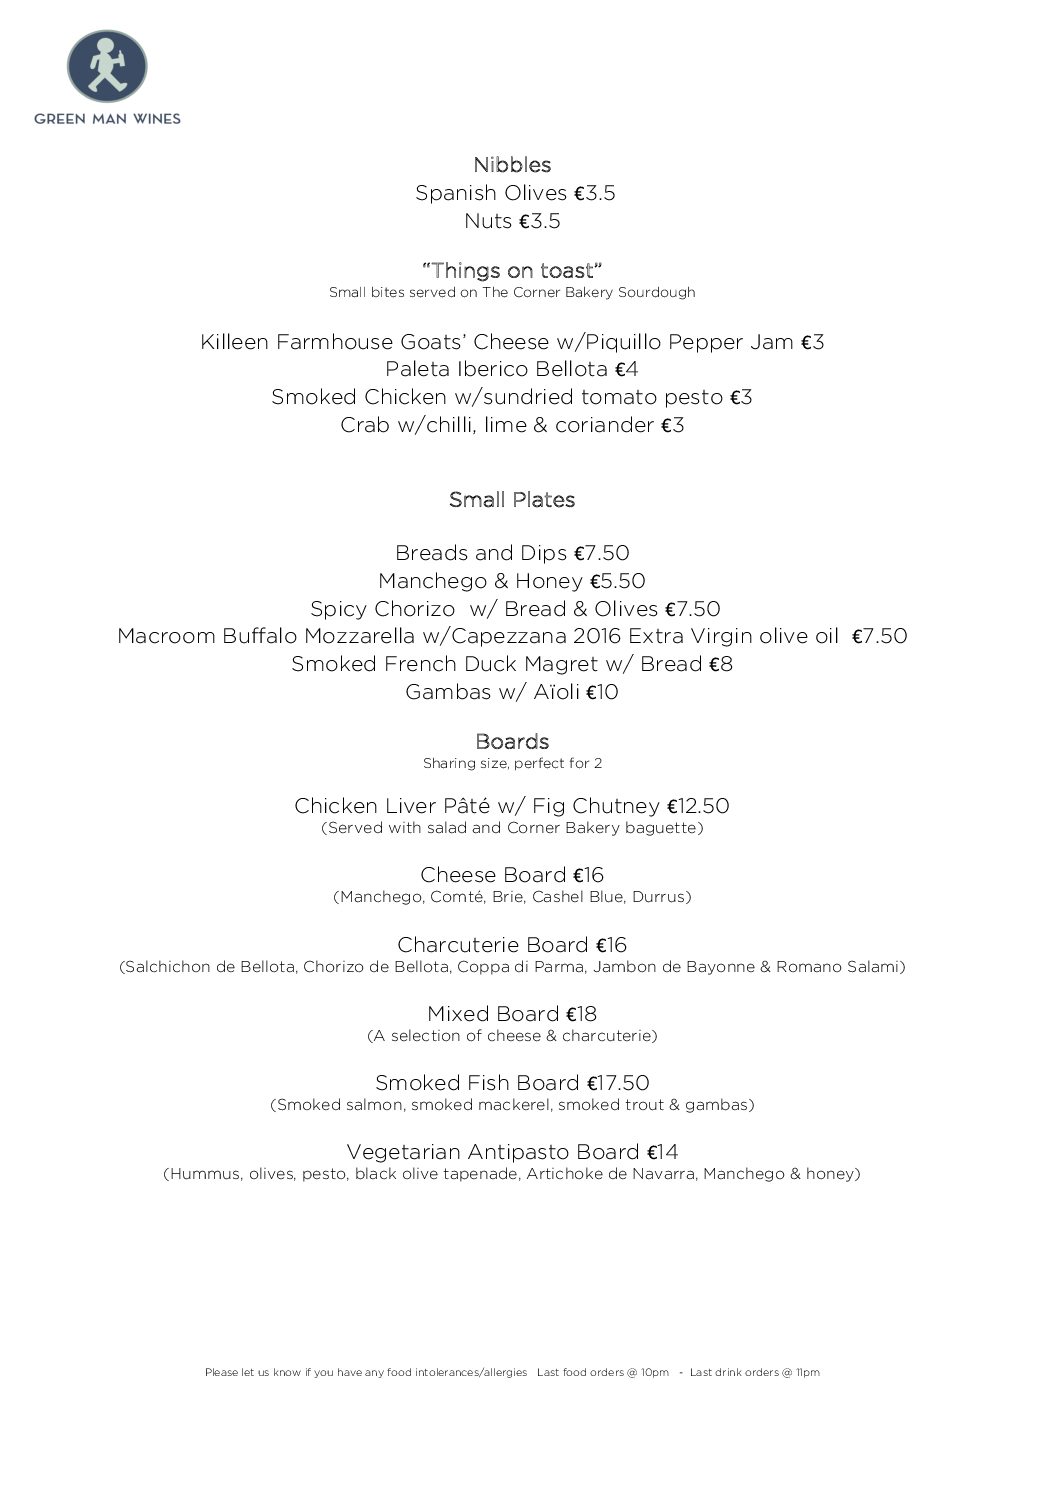 GREEN MAN WINES
Nibbles
Spanish Olives €3.5
Nuts €3.5
“Things on toast”
Small bites served on The Corner Bakery Sourdough
Killeen Farmhouse Goats’ Cheese w/Piquillo Pepper Jam €3
Paleta Iberico Bellota €4
Smoked Chicken w/sundried tomato pesto €3
Crab w/chilli, lime & coriander €3
Small Plates
Breads and Dips €7.50
Manchego & Honey €5.50
Spicy Chorizo  w/ Bread & Olives €7.50
Macroom Buffalo Mozzarella w/Capezzana 2016 Extra Virgin olive oil  €7.50
Smoked French Duck Magret w/ Bread €8
Gambas w/ Aïoli €10
Boards
Sharing size, perfect for 2
Chicken Liver Pâté w/ Fig Chutney €12.50
(Served with salad and Corner Bakery baguette)
Cheese Board €16
(Manchego, Comté, Brie, Cashel Blue, Durrus)
Charcuterie Board €16
(Salchichon de Bellota, Chorizo de Bellota, Coppa di Parma, Jambon de Bayonne & Romano Salami)
Mixed Board €18
(A selection of cheese & charcuterie)
Smoked Fish Board €17.50
(Smoked salmon, smoked mackerel, smoked trout & gambas)
Vegetarian Antipasto Board €14
(Hummus, olives, pesto, black olive tapenade, Artichoke de Navarra, Manchego & honey)
Please let us know if you have any food intolerances/allergies   Last food orders @ 10pm   -  Last drink orders @ 11pm